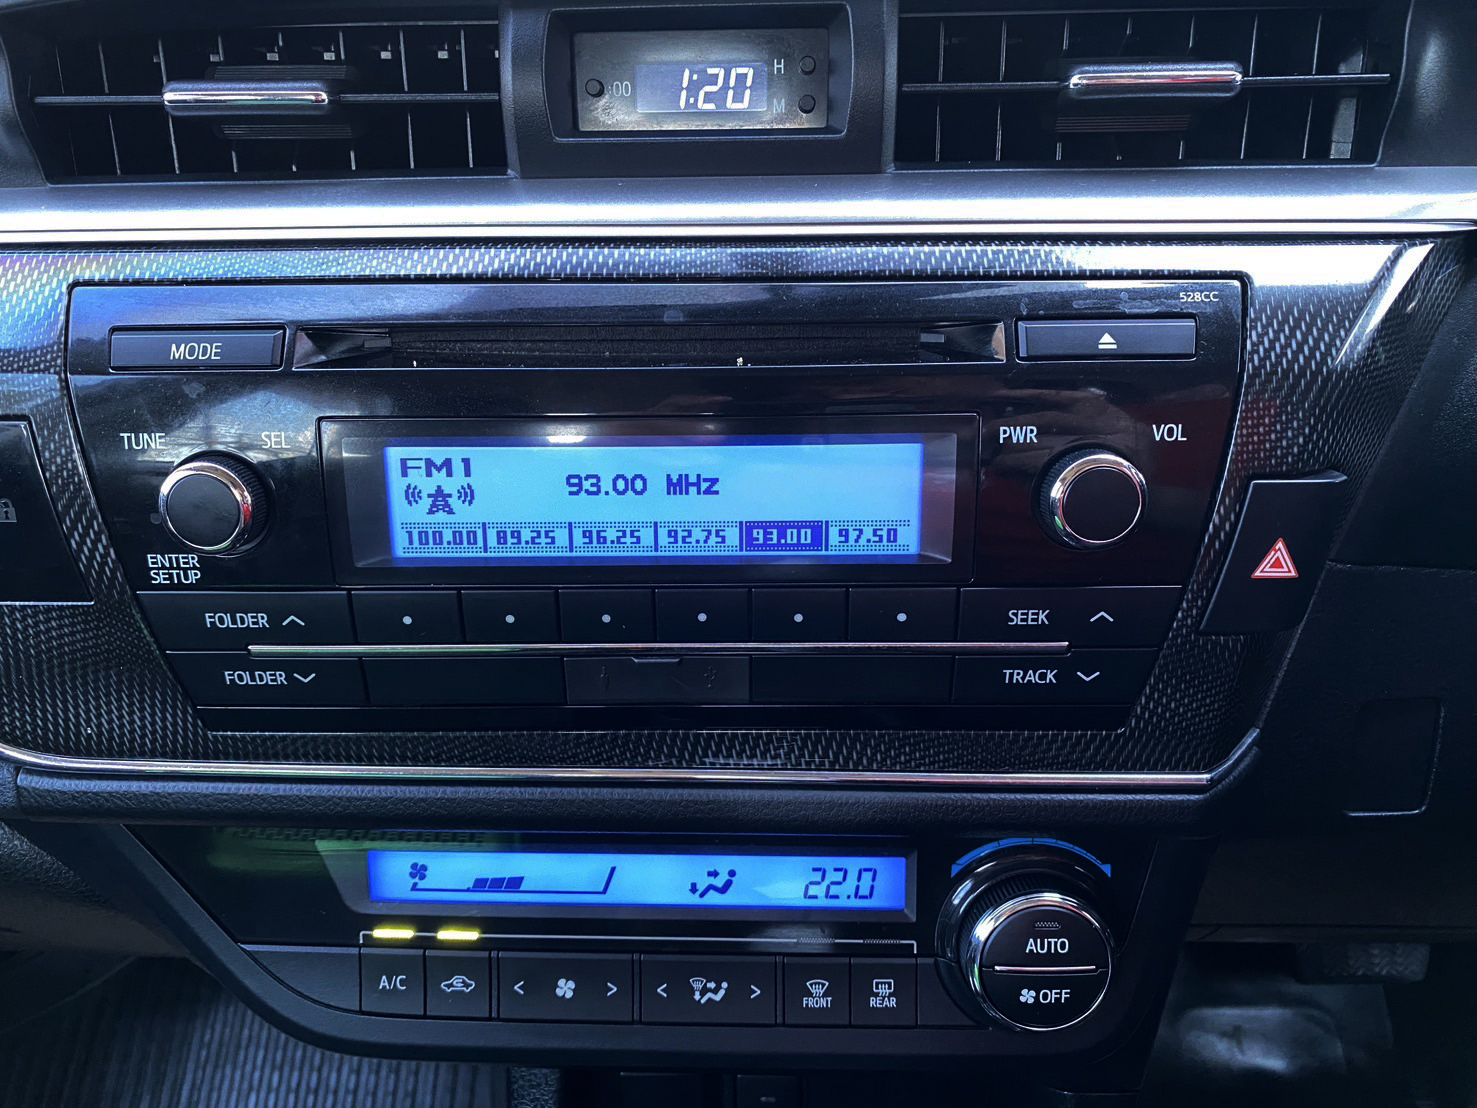 :00 1:20 H
M
528CC
MODE
TUNE SEL
PWR VOL
FM1
93.00 MHz
100.00 89.25 96.25 92.75 93.00 97.50
ENTER
SETUP
FOLDER
SEEK
FOLDER
TRACK
22.0
AUTO
OFF
A/C
FRONT
REAR